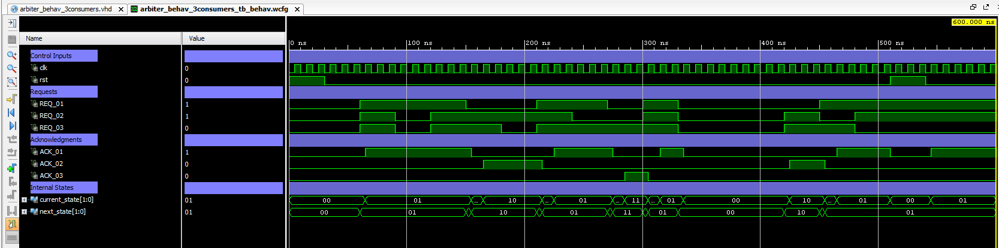 arbiter_behav_3consumers.vhd arbiter_behav_3consumers_tb_behav.wcfg
600.000 ns
Name Value
0 ns 100 ns 200 ns 300 ns 400 ns 500 ns
Control Inputs
clk 0
rst 0
Requests
REQ_01 1
REQ_02 1
REQ_03 0
Acknowledgments
ACK_01 1
ACK_02 0
ACK_03 0
Internal States
current_state[1:0] 01 00 01 ... 10 ... 01 ... 11 ... 01 00 10 ... 01 00 01
next_state[1:0] 01 00 01 10 01 11 01 00 10 01